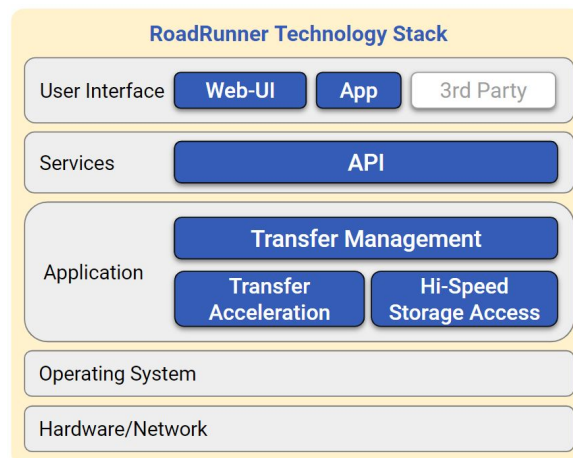 RoadRunner Technology Stack
User Interface
Web-UI
App
3rd Party
Services
API
Application
Transfer Management
Transfer
Acceleration
Hi-Speed
Storage Access
Operating System
Hardware/Network